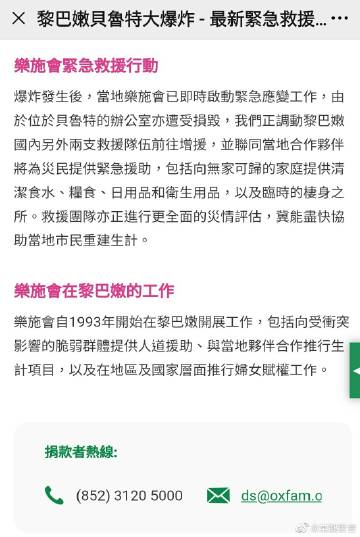 黎巴嫩貝魯特大爆炸 - 最新緊急救援...
樂施會緊急救援行動
爆炸發生後，當地樂施會已即時啟動緊急應變工作，由
於位於貝魯特的辦公室亦遭受損毀，我們正調動黎巴嫩
國內另外兩支救援隊伍前往增援，並聯同當地合作夥伴
將為災民提供緊急援助，包括向無家可歸的家庭提供清
潔食水、糧食、日用品和衛生用品，以及臨時的棲身之
所。救援團隊亦正進行更全面的災情評估，冀能盡快協
助當地市民重建生計。
樂施會在黎巴嫩的工作
樂施會自1993年開始在黎巴嫩開展工作，包括向受衝突
影響的脆弱群體提供人道援助、與當地夥伴合作推行生
計項目，以及在地區及國家層面推行婦女賦權工作。
捐款者熱線:
(852) 3120 5000
ds@oxfam.o